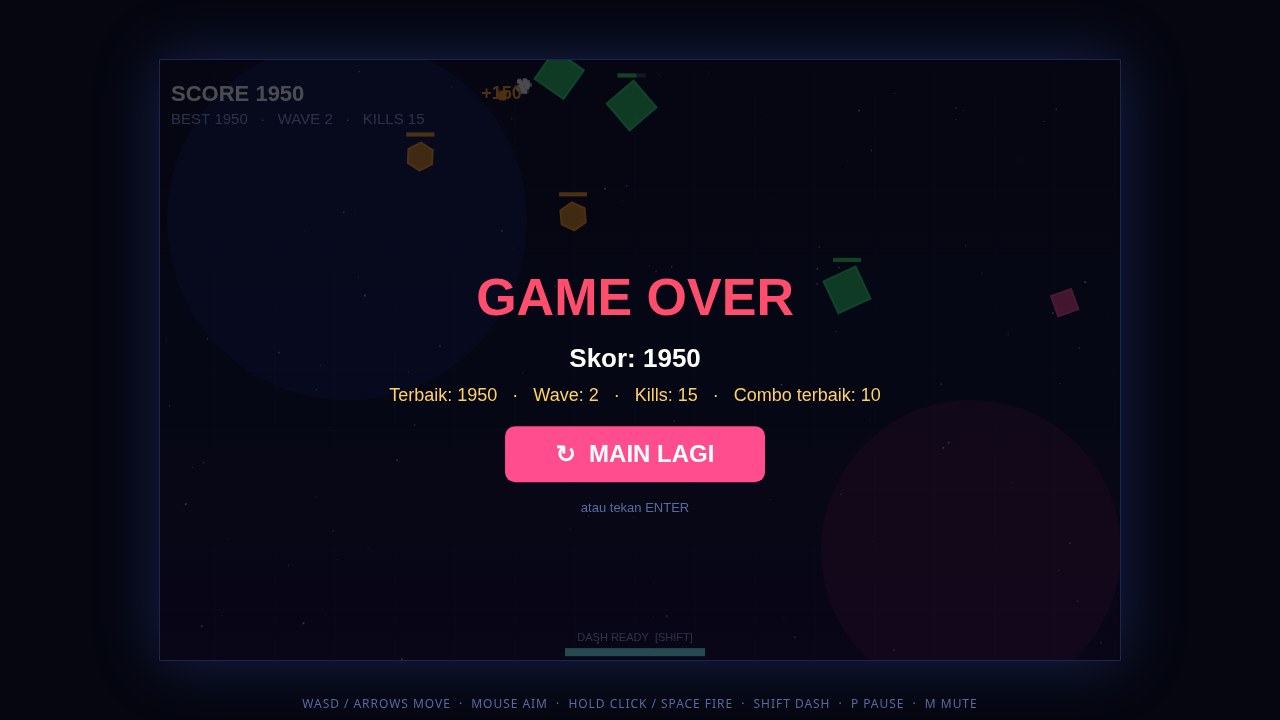 SCORE 1950
+150
BEST 1950 · WAVE 2 · KILLS 15
GAME OVER
Skor: 1950
Terbaik: 1950 · Wave: 2 · Kills: 15 · Combo terbaik: 10
↻ MAIN LAGI
atau tekan ENTER
DASH READY [SHIFT]
WASD / ARROWS MOVE · MOUSE AIM · HOLD CLICK / SPACE FIRE · SHIFT DASH · P PAUSE · M MUTE